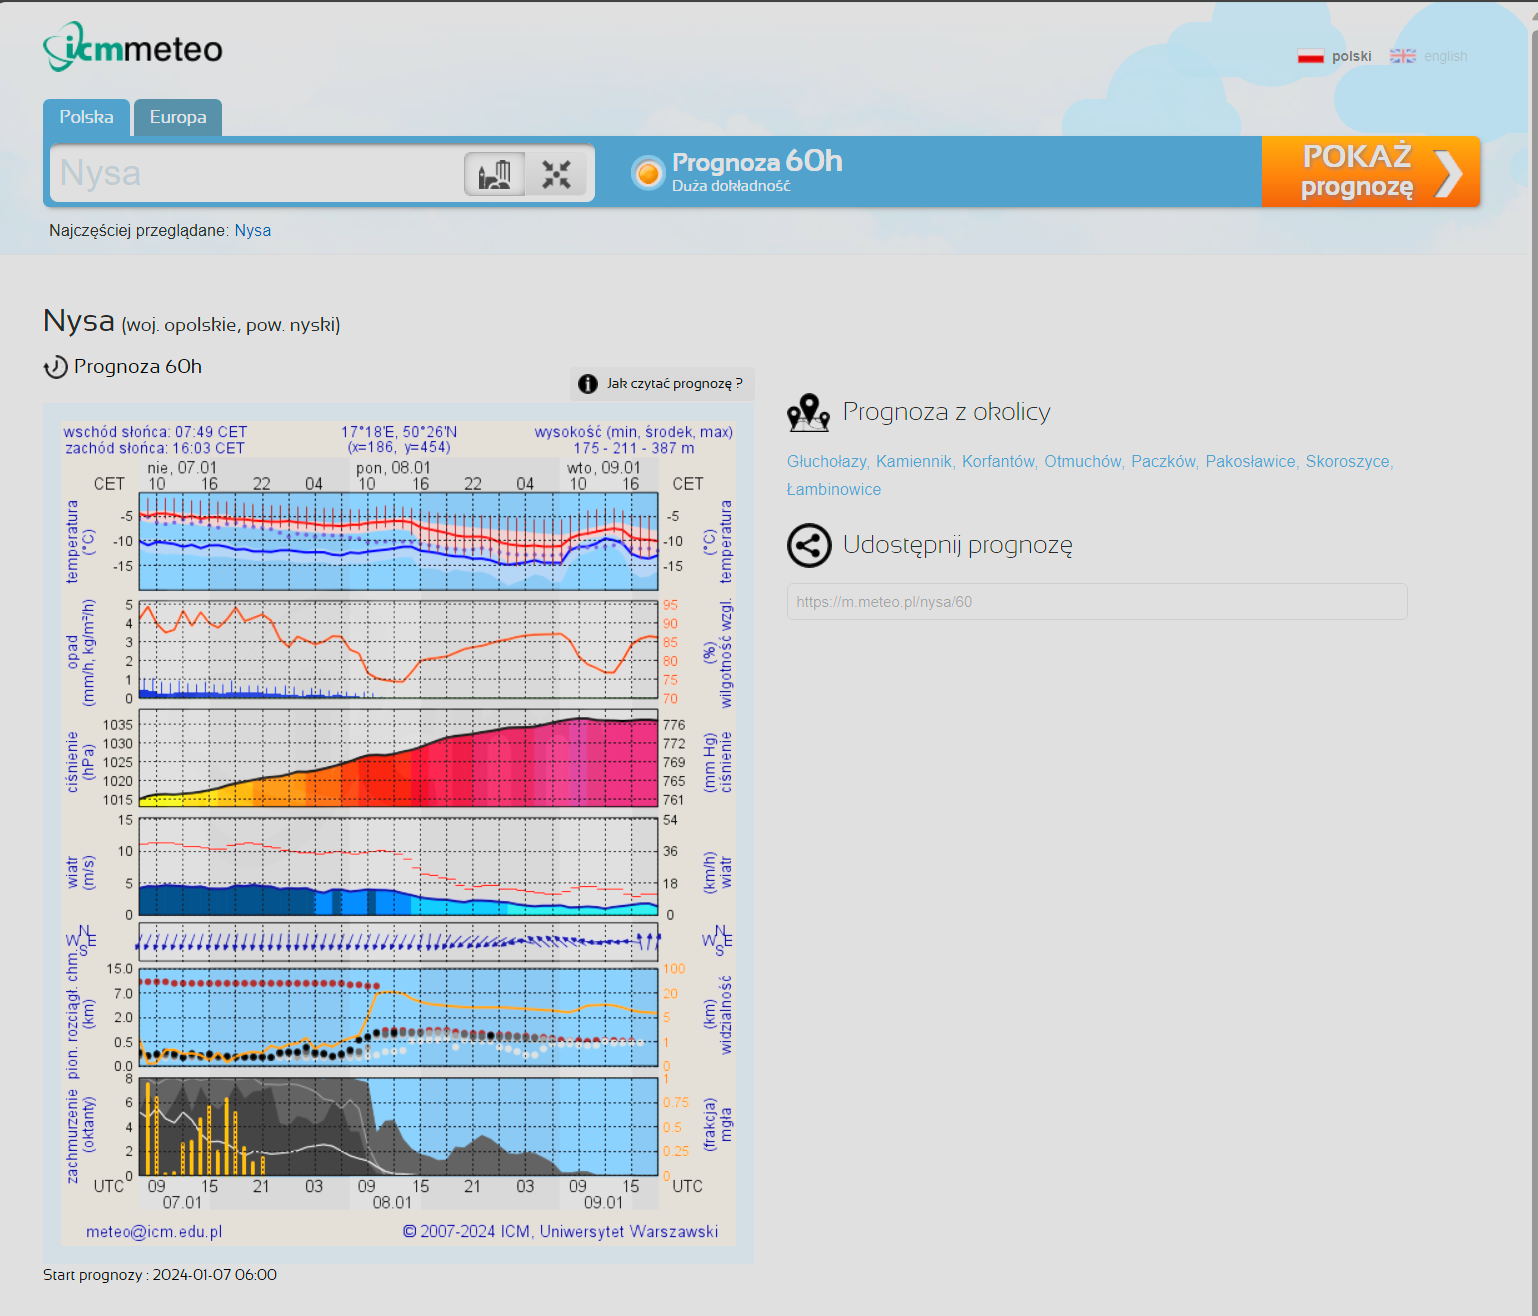 icmmeteo
polski english
Polska Europa
Nysa
Prognoza 60h
Duża dokładność
POKAŻ
prognozę
Najczęściej przeglądane: Nysa
Nysa (woj. opolskie, pow. nyski)
Prognoza 60h
Jak czytać prognozę ?
wschód słońca: 07:49 CET 17°18'E, 50°26'N wysokość (min, środek, max)
zachód słońca: 16:03 CET (x=186, y=454) 175 - 211 - 387 m
nie, 07.01 pon, 08.01 wto, 09.01
CET 10 16 22 04 10 16 22 04 10 16 CET
temperatura
(°C)
-5
-10
-15
-5
-10
-15
(°C)
temperatura
opad
(mm/h, kg/m²/h)
5
4
3
2
1
0
95
90
85
80
75
70
(%)
wilgotność wzgl.
ciśnienie
(hPa)
1035
1030
1025
1020
1015
776
772
769
765
761
(mm Hg)
ciśnienie
wiatr
(m/s)
15
10
5
0
54
36
18
0
(km/h)
wiatr
N
W E
S
N
W E
S
pion. rozciągł. chm.
(km)
15.0
7.0
2.0
0.5
0.0
100
20
5
1
0
(km)
widzialność
zachmurzenie
(oktanty)
8
6
4
2
0
1
0.75
0.5
0.25
0
(frakcja)
mgła
UTC 09 15 21 03 09 15 21 03 09 15 UTC
07.01 08.01 09.01
meteo@icm.edu.pl © 2007-2024 ICM, Uniwersytet Warszawski
Start prognozy : 2024-01-07 06:00
Prognoza z okolicy
Głuchołazy, Kamiennik, Korfantów, Otmuchów, Paczków, Pakosławice, Skoroszyce,
Łambinowice
Udostępnij prognozę
https://m.meteo.pl/nysa/60